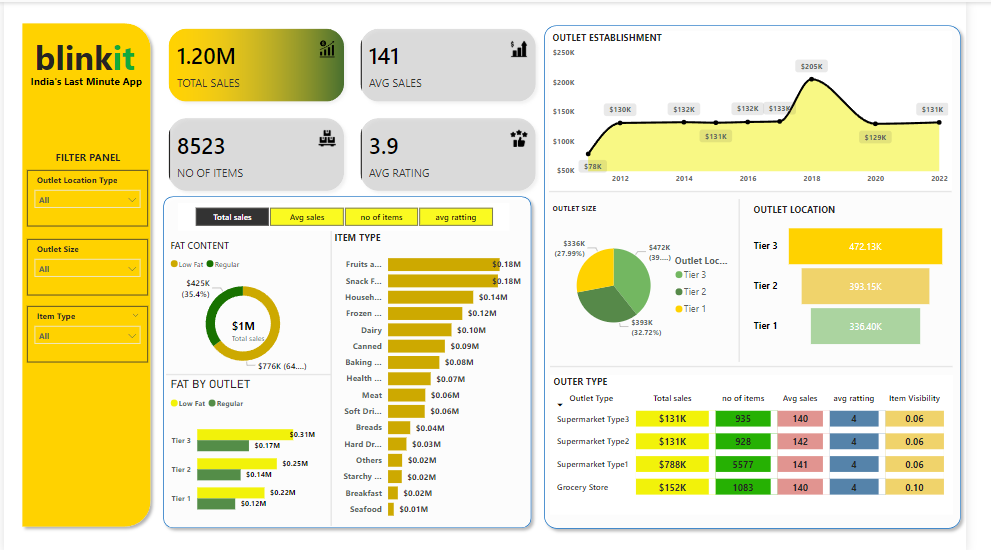 blinkit
India's Last Minute App
FILTER PANEL
Outlet Location Type
All
Outlet Size
All
Item Type
All
1.20M
TOTAL SALES
141
AVG SALES
8523
NO OF ITEMS
3.9
AVG RATING
Total sales
Avg sales
no of items
avg ratting
FAT CONTENT
Low Fat
Regular
$425K
(35.4%)
$1M
Total sales
$776K (64....)
FAT BY OUTLET
Low Fat
Regular
Tier 3
$0.31M
$0.17M
Tier 2
$0.25M
$0.14M
Tier 1
$0.22M
$0.12M
ITEM TYPE
Fruits a... $0.18M
Snack F... $0.18M
Househ... $0.14M
Frozen ... $0.12M
Dairy $0.10M
Canned $0.09M
Baking ... $0.08M
Health ... $0.07M
Meat $0.06M
Soft Dri... $0.06M
Breads $0.04M
Hard Dr... $0.03M
Others $0.02M
Starchy ... $0.02M
Breakfast $0.02M
Seafood $0.01M
OUTLET ESTABLISHMENT
$250K
$200K
$150K
$100K
$50K
$78K
$130K
$132K
$131K
$132K
$133K
$205K
$129K
$131K
2012 2014 2016 2018 2020 2022
OUTLET SIZE
$336K
(27.99%)
$472K
(39....)
$393K
(32.72%)
Outlet Loc...
Tier 3
Tier 2
Tier 1
OUTLET LOCATION
Tier 3 472.13K
Tier 2 393.15K
Tier 1 336.40K
OUTER TYPE
Outlet Type Total sales no of items Avg sales avg ratting Item Visibility
Supermarket Type3 $131K 935 140 4 0.06
Supermarket Type2 $131K 928 142 4 0.06
Supermarket Type1 $788K 5577 141 4 0.06
Grocery Store $152K 1083 140 4 0.10